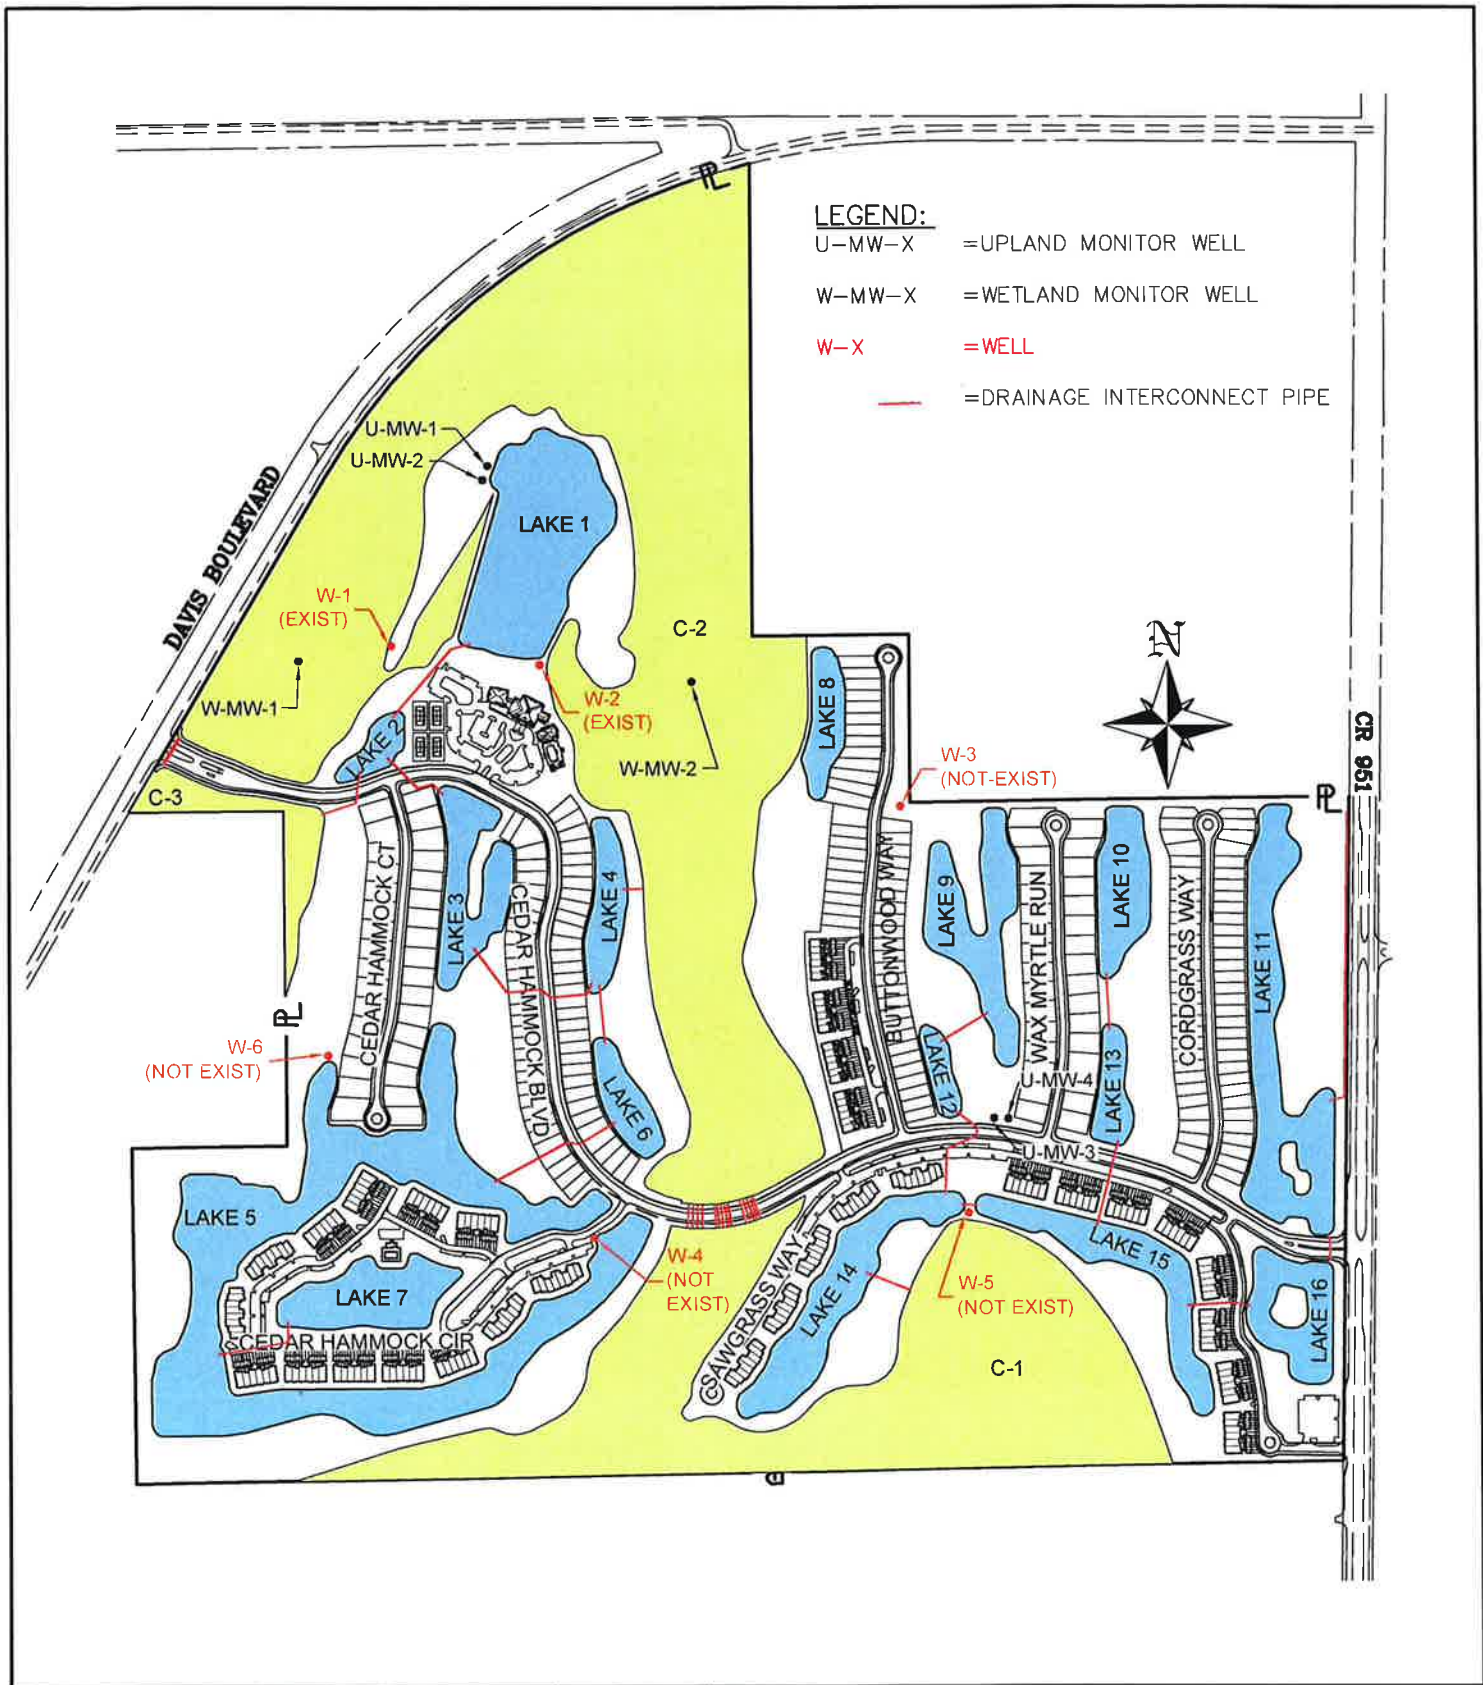 PL
LEGEND:
U-MW-X =UPLAND MONITOR WELL
W-MW-X =WETLAND MONITOR WELL
W-X =WELL
=DRAINAGE INTERCONNECT PIPE
U-MW-1
U-MW-2
LAKE 1
DAVIS BOULEVARD
W-1
(EXIST)
C-2
N
W-MW-1
W-2
(EXIST)
LAKE 8
LAKE 2
W-MW-2
W-3
(NOT-EXIST)
CR 951
C-3
PL
CEDAR HAMMOCK CT
LAKE 3
CEDAR HAMMOCK BLVD
LAKE 4
BUTTONWOOD WAY
LAKE 9
WAX MYRTLE RUN
LAKE 10
CORDGRASS WAY
LAKE 11
PL
W-6
(NOT EXIST)
LAKE 6
LAKE 12
U-MW-4
LAKE 13
U-MW-3
LAKE 5
LAKE 7
CEDAR HAMMOCK CIR
W-4
(NOT
EXIST)
SAWGRASS WAY
LAKE 14
W-5
(NOT EXIST)
LAKE 15
LAKE 16
C-1